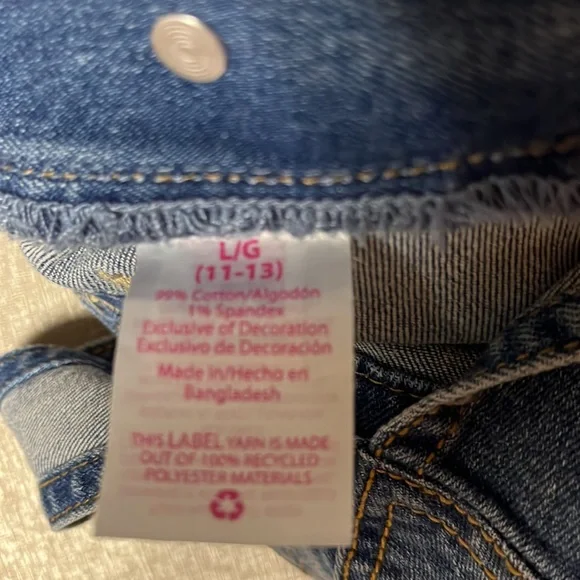 L/G
(11-13)
99% Cotton/Algodón
1% Spandex
Exclusive of Decoration
Exclusivo de Decoración
Made in/Hecho en
Bangladesh
THIS LABEL YARN IS MADE
OUT OF 100% RECYCLED
POLYESTER MATERIALS